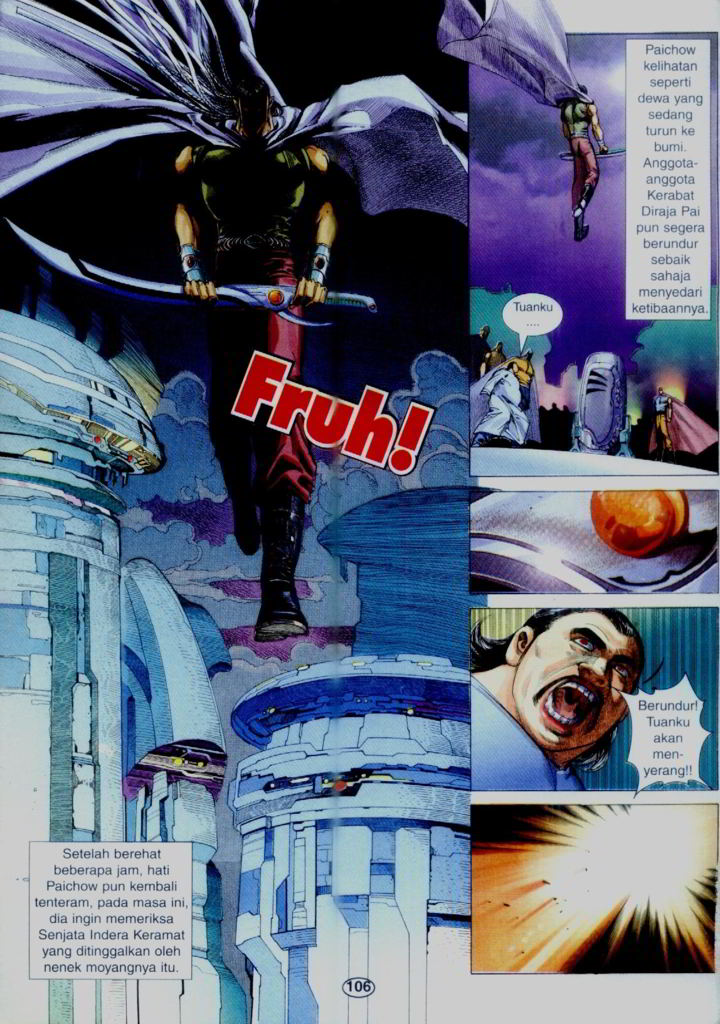 Fruh!
Setelah berehat
beberapa jam, hati
Paichow pun kembali
tenteram, pada masa ini,
dia ingin memeriksa
Senjata Indera Keramat
yang ditinggalkan oleh
nenek moyangnya itu.
Paichow
kelihatan
seperti
dewa yang
sedang
turun ke
bumi.
Anggota-
anggota
Kerabat
Diraja Pai
pun segera
berundur
sebaik
sahaja
menyedari
ketibaannya.
Tuanku
....
Berundur!
Tuanku
akan
men-
yerang!!
106